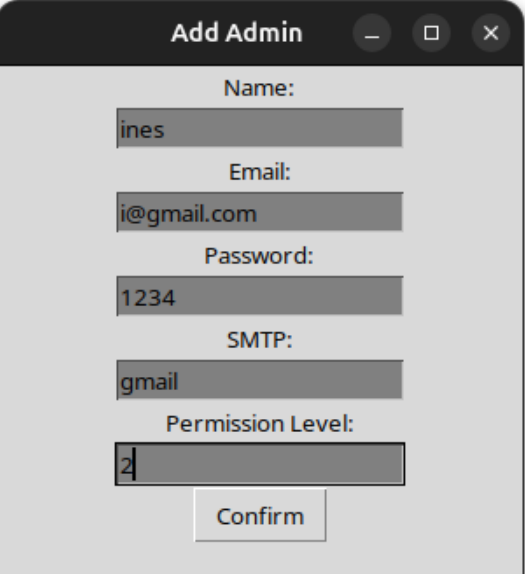 Add Admin
Name:
ines
Email:
i@gmail.com
Password:
1234
SMTP:
gmail
Permission Level:
2
Confirm